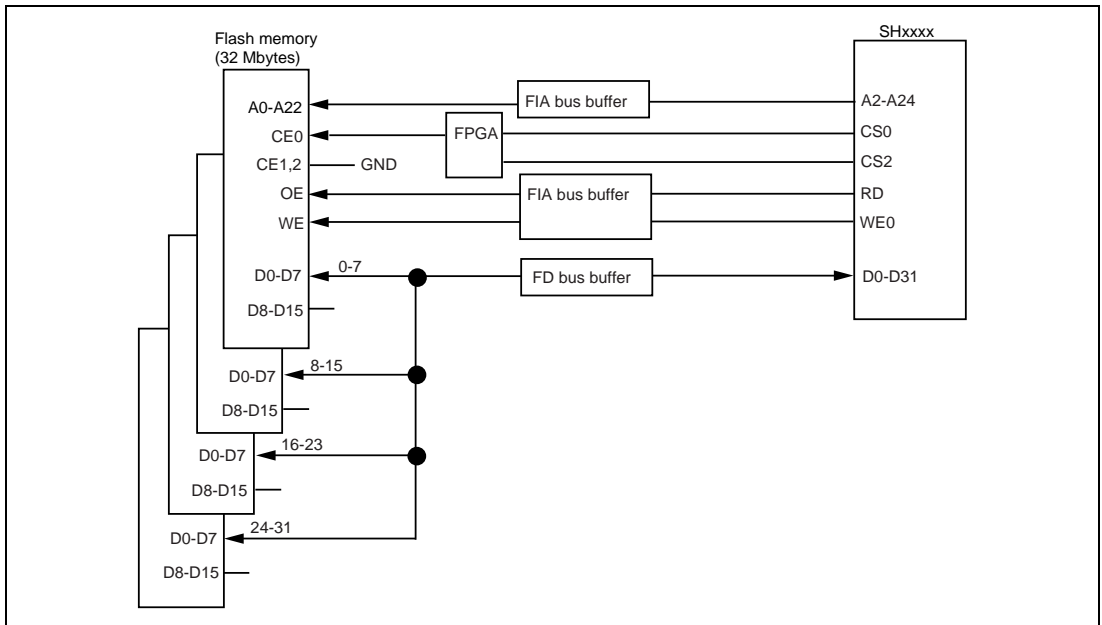 SHxxxx
Flash memory
(32 Mbytes)
A0-A22
FIA bus buffer
A2-A24
CE0
FPGA
CS0
CE1,2
GND
CS2
OE
FIA bus buffer
RD
WE
WE0
D0-D7
0-7
FD bus buffer
D0-D31
D8-D15
D0-D7
8-15
D8-D15
D0-D7
16-23
D8-D15
D0-D7
24-31
D8-D15